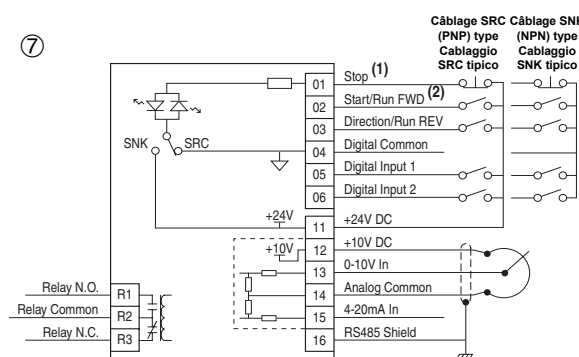 ⑦
Câblage SRC Câblage SNK
(PNP) type (NPN) type
Cablaggio Cablaggio
SRC tipico SNK tipico
01 Stop (1)
02 Start/Run FWD (2)
03 Direction/Run REV
SNK SRC
04 Digital Common
05 Digital Input 1
06 Digital Input 2
+24V 11 +24V DC
+10V 12 +10V DC
13 0-10V In
Relay N.O. R1 14 Analog Common
Relay Common R2 15 4-20mA In
Relay N.C. R3 16 RS485 Shield